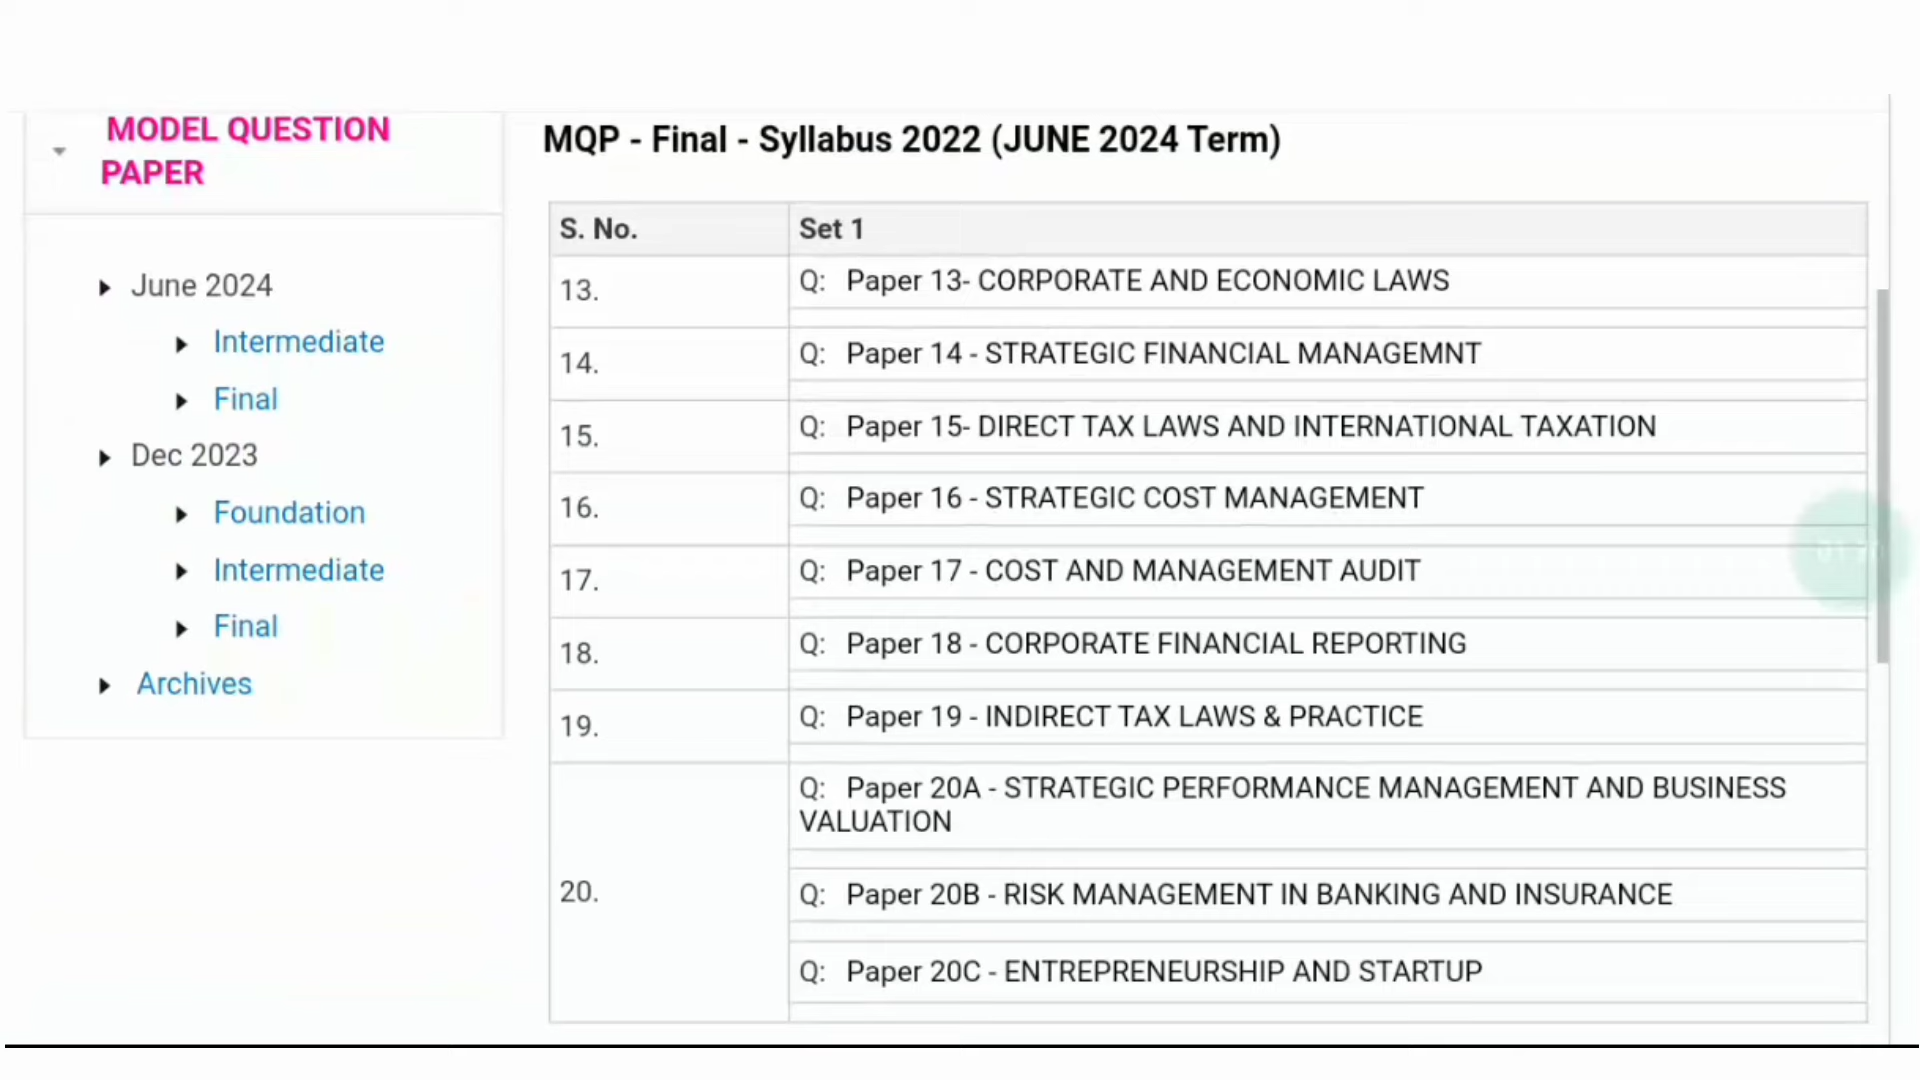 MODEL QUESTION
PAPER
June 2024
Intermediate
Final
Dec 2023
Foundation
Intermediate
Final
Archives
MQP - Final - Syllabus 2022 (JUNE 2024 Term)
S. No. Set 1
13. Q: Paper 13- CORPORATE AND ECONOMIC LAWS
14. Q: Paper 14 - STRATEGIC FINANCIAL MANAGEMNT
15. Q: Paper 15- DIRECT TAX LAWS AND INTERNATIONAL TAXATION
16. Q: Paper 16 - STRATEGIC COST MANAGEMENT
17. Q: Paper 17 - COST AND MANAGEMENT AUDIT
18. Q: Paper 18 - CORPORATE FINANCIAL REPORTING
19. Q: Paper 19 - INDIRECT TAX LAWS & PRACTICE
20. Q: Paper 20A - STRATEGIC PERFORMANCE MANAGEMENT AND BUSINESS
VALUATION
Q: Paper 20B - RISK MANAGEMENT IN BANKING AND INSURANCE
Q: Paper 20C - ENTREPRENEURSHIP AND STARTUP